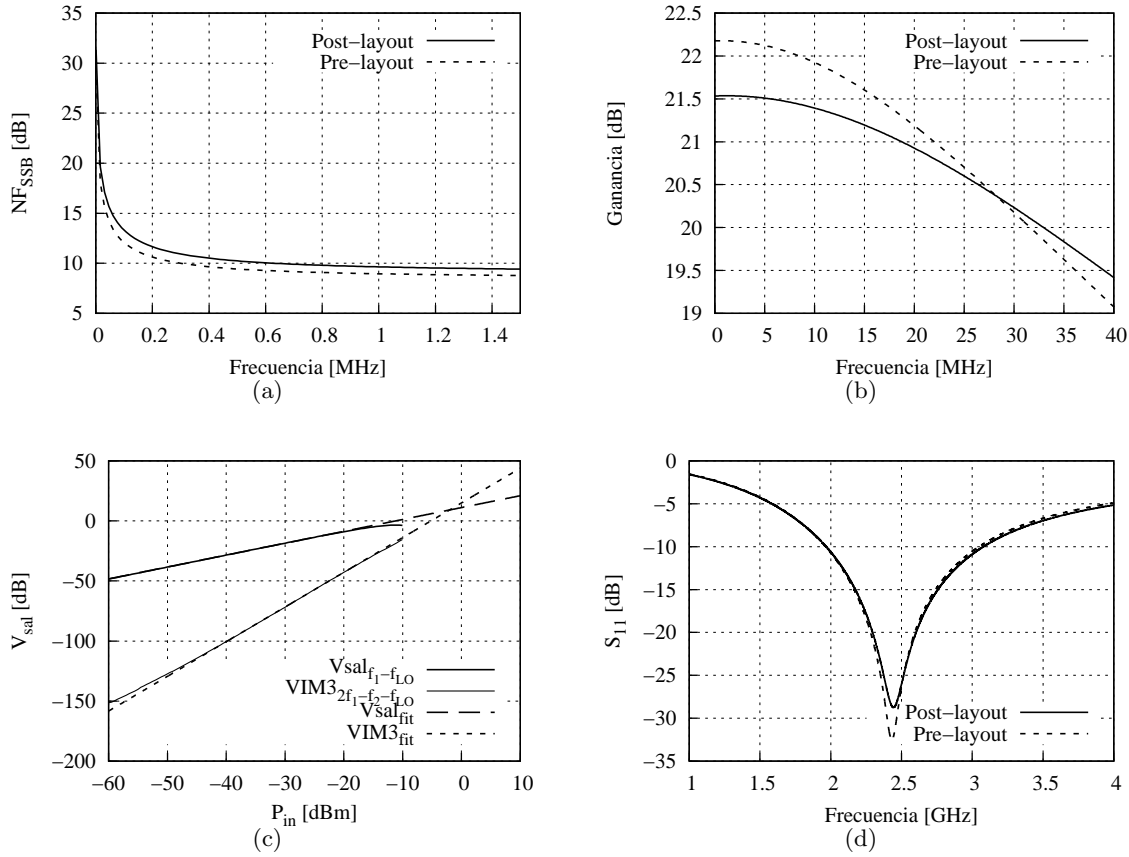 NF_SSB [dB]
35
30
25
20
15
10
5
Post−layout
Pre−layout
0 0.2 0.4 0.6 0.8 1 1.2 1.4
Frecuencia [MHz]
(a)
Ganancia [dB]
22.5
22
21.5
21
20.5
20
19.5
19
Post−layout
Pre−layout
0 5 10 15 20 25 30 35 40
Frecuencia [MHz]
(b)
V_sal [dB]
50
0
−50
−100
−150
−200
Vsal_f1−fLO
VIM3_2f1−f2−fLO
Vsal_fit
VIM3_fit
−60 −50 −40 −30 −20 −10 0 10
P_in [dBm]
(c)
S_11 [dB]
0
−5
−10
−15
−20
−25
−30
−35
Post−layout
Pre−layout
1 1.5 2 2.5 3 3.5 4
Frecuencia [GHz]
(d)